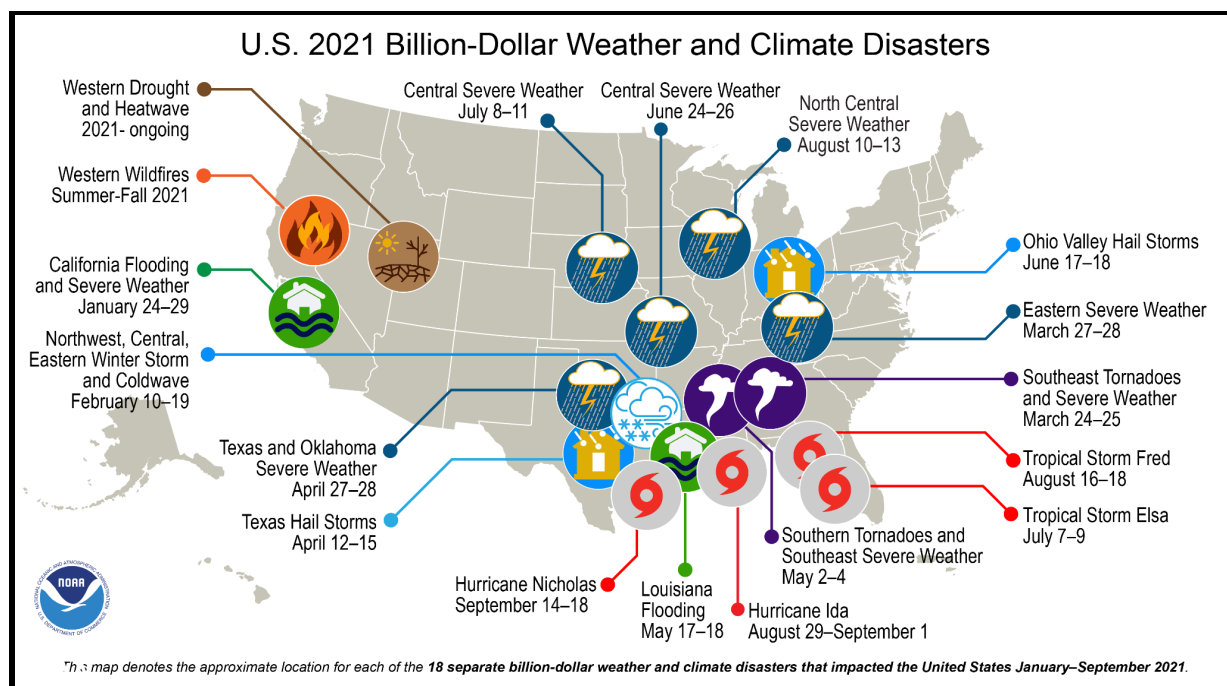 U.S. 2021 Billion-Dollar Weather and Climate Disasters
Western Drought
and Heatwave
2021- ongoing
Central Severe Weather
July 8–11
Central Severe Weather
June 24–26
North Central
Severe Weather
August 10–13
Western Wildfires
Summer-Fall 2021
California Flooding
and Severe Weather
January 24–29
Northwest, Central,
Eastern Winter Storm
and Coldwave
February 10–19
Ohio Valley Hail Storms
June 17–18
Eastern Severe Weather
March 27–28
Southeast Tornadoes
and Severe Weather
March 24–25
Texas and Oklahoma
Severe Weather
April 27–28
Texas Hail Storms
April 12–15
Tropical Storm Fred
August 16–18
Tropical Storm Elsa
July 7–9
Southern Tornadoes and
Southeast Severe Weather
May 2–4
Hurricane Nicholas
September 14–18
Louisiana
Flooding
May 17–18
Hurricane Ida
August 29–September 1
NATIONAL OCEANIC AND ATMOSPHERIC ADMINISTRATION
NOAA
U.S. DEPARTMENT OF COMMERCE
map denotes the approximate location for each of the 18 separate billion-dollar weather and climate disasters that impacted the United States January–September 2021.